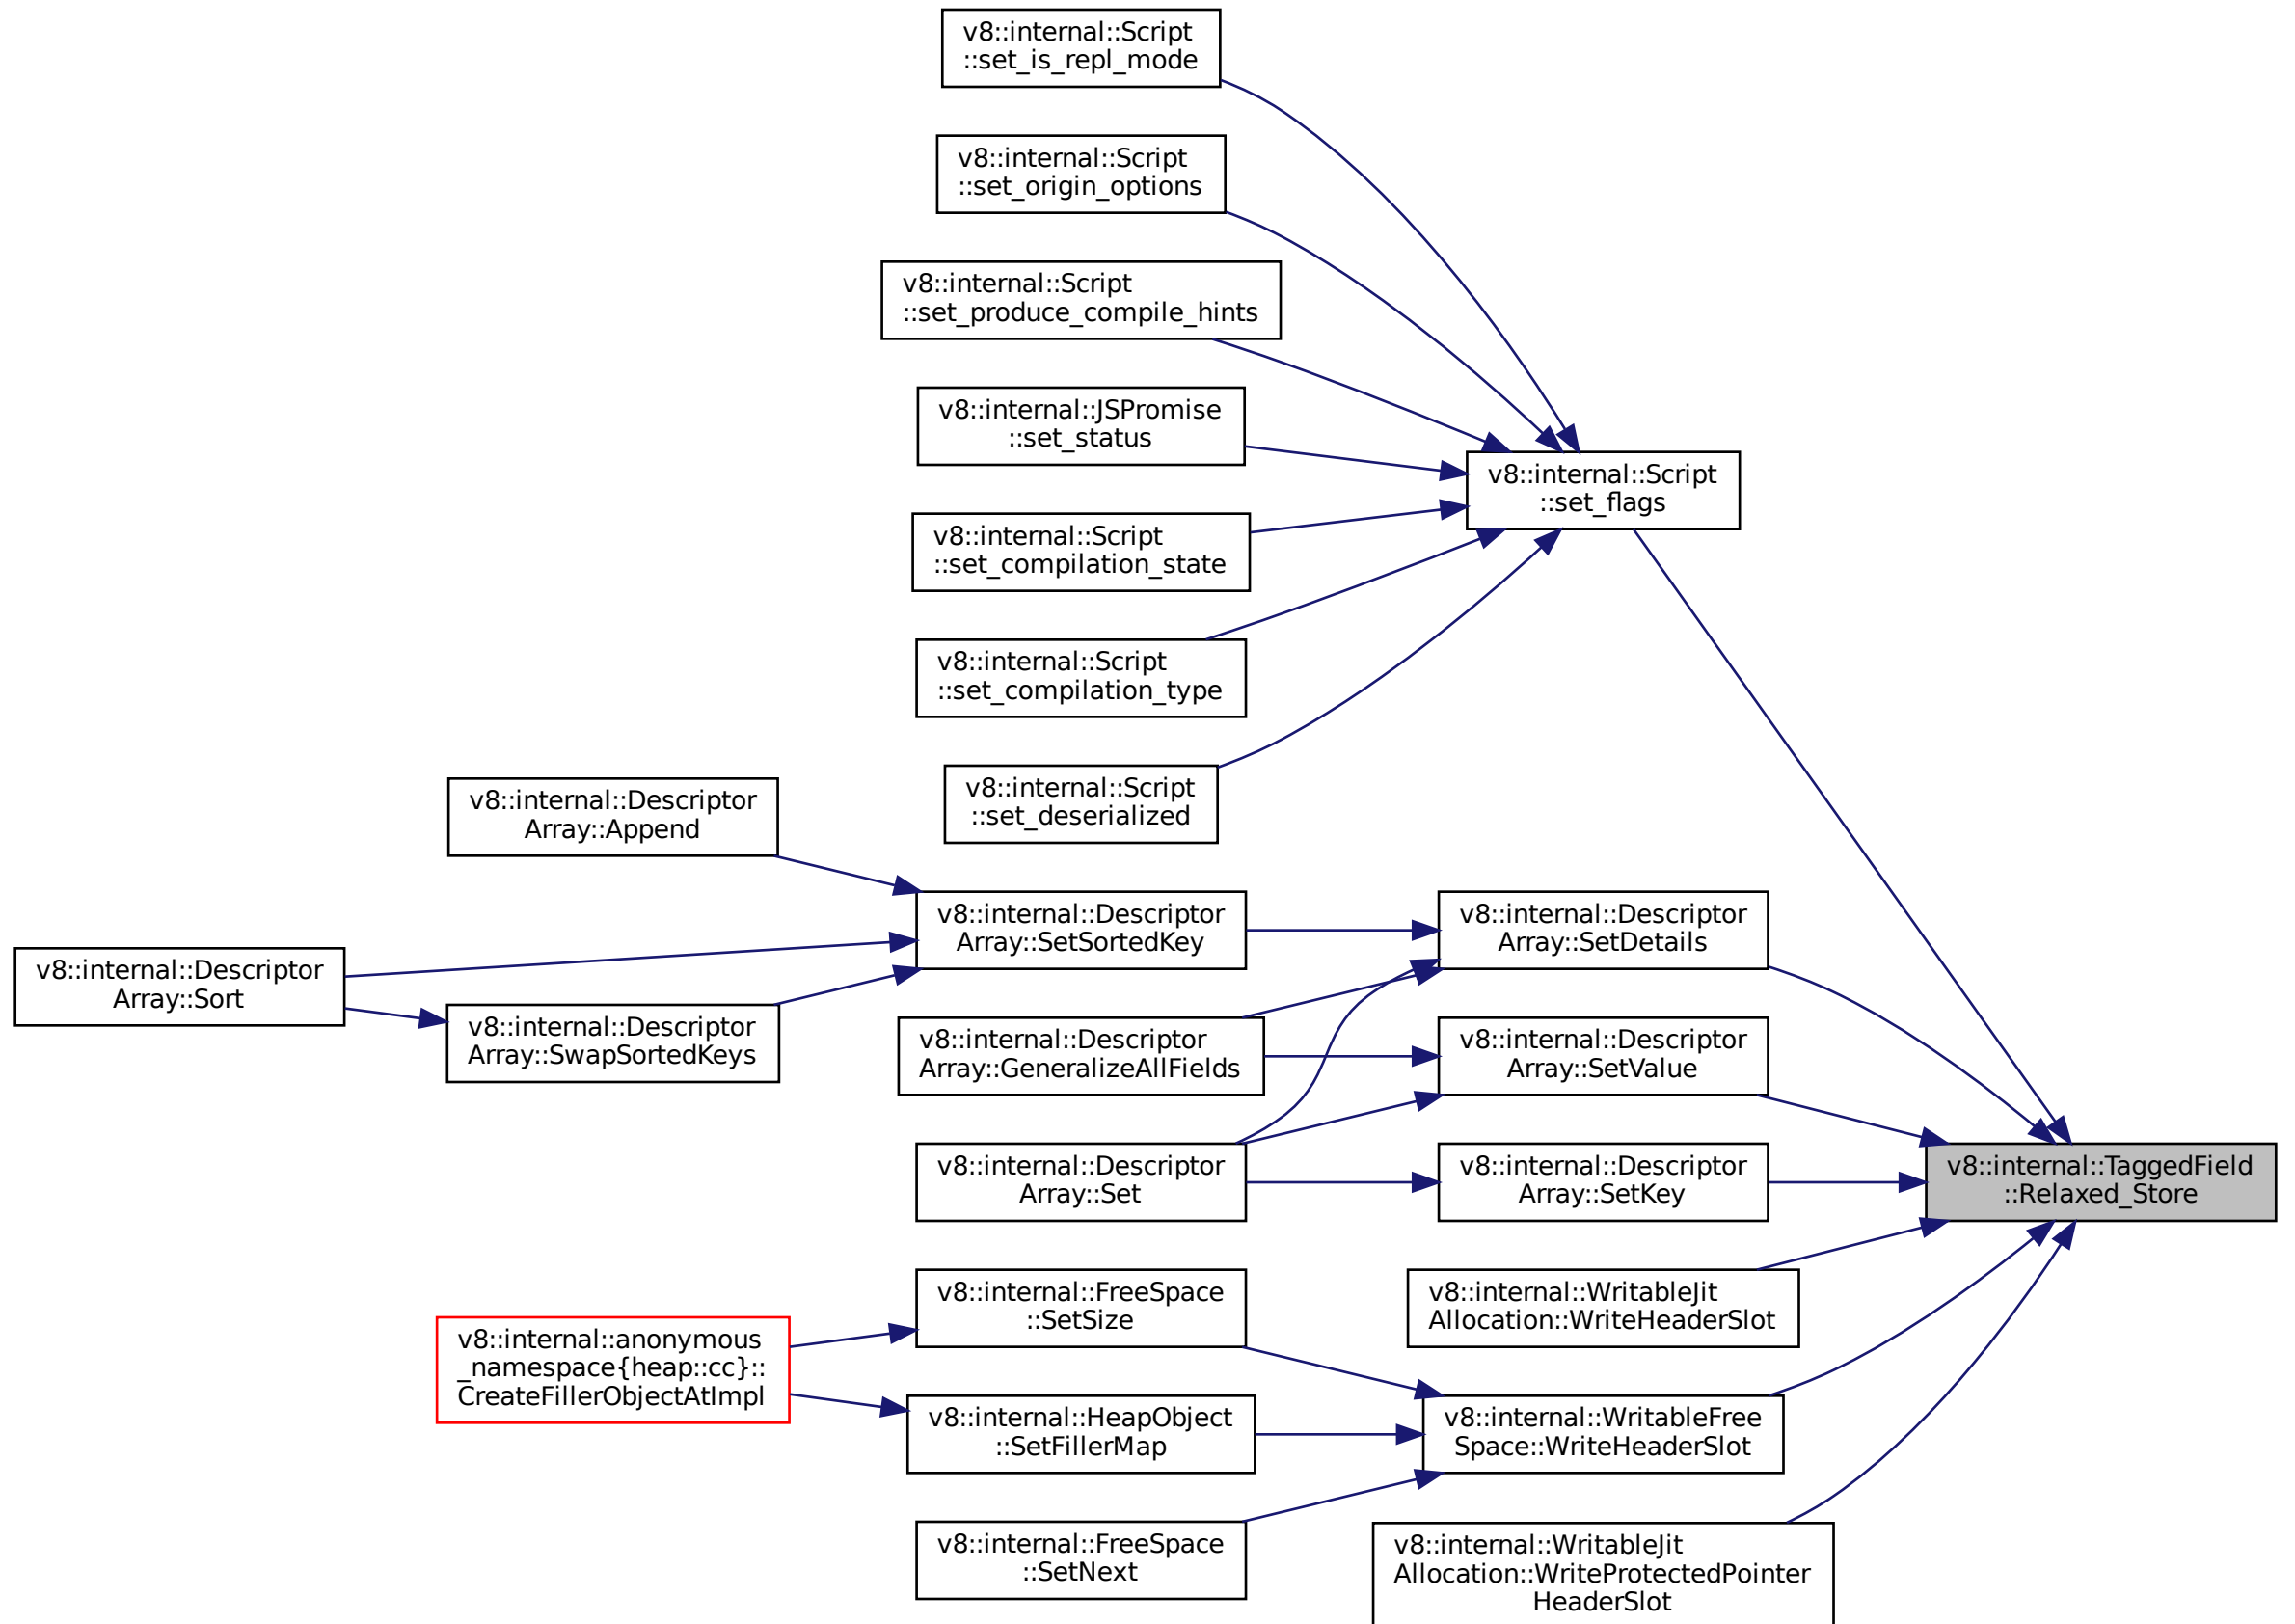 v8::internal::Script
::set_is_repl_mode
v8::internal::Script
::set_origin_options
v8::internal::Script
::set_produce_compile_hints
v8::internal::JSPromise
::set_status
v8::internal::Script
::set_flags
v8::internal::Script
::set_compilation_state
v8::internal::Script
::set_compilation_type
v8::internal::Script
::set_deserialized
v8::internal::Descriptor
Array::Append
v8::internal::Descriptor
Array::SetSortedKey
v8::internal::Descriptor
Array::SetDetails
v8::internal::Descriptor
Array::Sort
v8::internal::Descriptor
Array::SwapSortedKeys
v8::internal::Descriptor
Array::GeneralizeAllFields
v8::internal::Descriptor
Array::SetValue
v8::internal::Descriptor
Array::Set
v8::internal::Descriptor
Array::SetKey
v8::internal::TaggedField
::Relaxed_Store
v8::internal::FreeSpace
::SetSize
v8::internal::WritableJit
Allocation::WriteHeaderSlot
v8::internal::anonymous
_namespace{heap::cc}::
CreateFillerObjectAtImpl
v8::internal::HeapObject
::SetFillerMap
v8::internal::WritableFree
Space::WriteHeaderSlot
v8::internal::FreeSpace
::SetNext
v8::internal::WritableJit
Allocation::WriteProtectedPointer
HeaderSlot